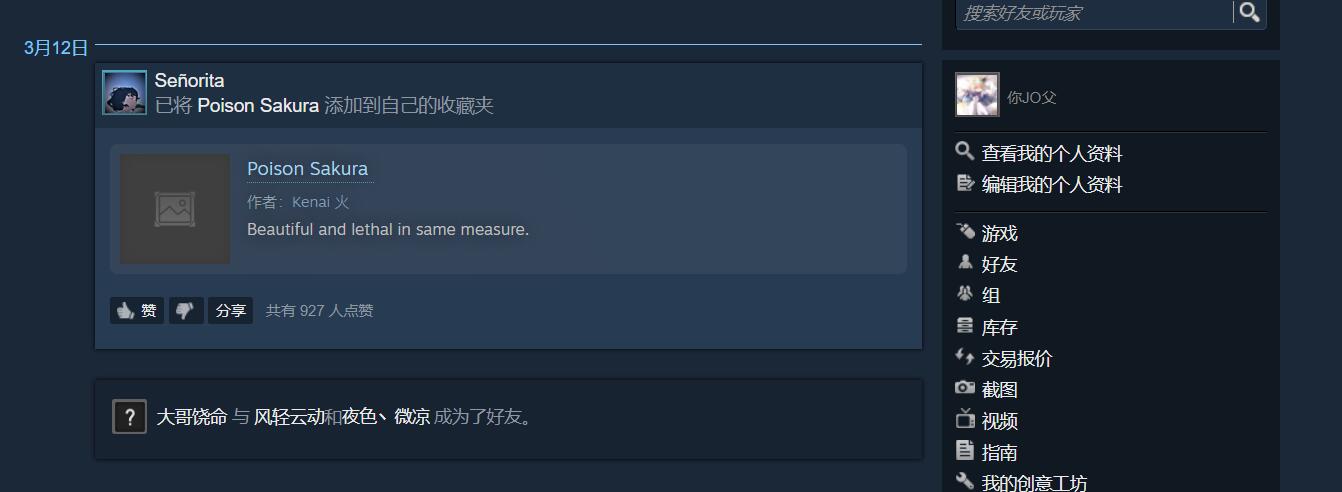 搜索好友或玩家
3月12日
Señorita
已将 Poison Sakura 添加到自己的收藏夹
Poison Sakura
作者：Kenai 火
Beautiful and lethal in same measure.
赞 分享 共有 927 人点赞
? 大哥饶命 与 风轻云动和夜色丶微凉 成为了好友。
你JO父
查看我的个人资料
编辑我的个人资料
游戏
好友
组
库存
交易报价
截图
视频
指南
我的创意工坊